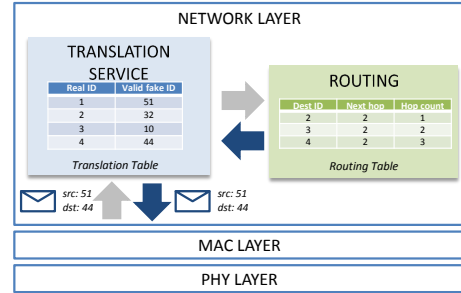 NETWORK LAYER
TRANSLATION
SERVICE
Real ID Valid fake ID
1 51
2 32
3 10
4 44
Translation Table
ROUTING
Dest ID Next hop Hop count
2 2 1
3 2 2
4 2 3
Routing Table
src: 51
dst: 44
src: 51
dst: 44
MAC LAYER
PHY LAYER